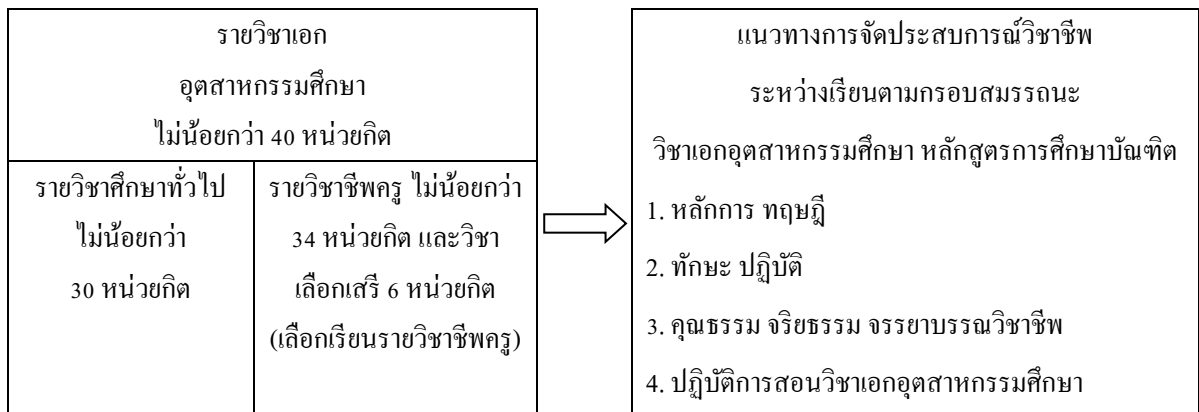 รายวิชาเอก
อุตสาหกรรมศึกษา
ไม่น้อยกว่า 40 หน่วยกิต
รายวิชาศึกษาทั่วไป
ไม่น้อยกว่า
30 หน่วยกิต
รายวิชาชีพครู ไม่น้อยกว่า
34 หน่วยกิต และวิชา
เลือกเสรี 6 หน่วยกิต
(เลือกเรียนรายวิชาชีพครู)
แนวทางการจัดประสบการณ์วิชาชีพ
ระหว่างเรียนตามกรอบสมรรถนะ
วิชาเอกอุตสาหกรรมศึกษา หลักสูตรการศึกษาบัณฑิต
1. หลักการ ทฤษฎี
2. ทักษะ ปฏิบัติ
3. คุณธรรม จริยธรรม จรรยาบรรณวิชาชีพ
4. ปฏิบัติการสอนวิชาเอกอุตสาหกรรมศึกษา